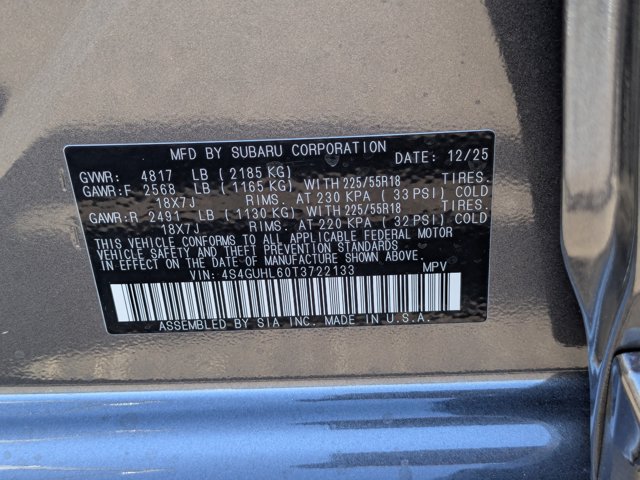 MFD BY SUBARU CORPORATION DATE: 12/25
GVWR: 4817 LB (2185 KG)
GAWR:F 2568 LB (1165 KG) WITH 225/55R18 TIRES.
18X7J RIMS. AT 230 KPA (33 PSI) COLD
GAWR:R 2491 LB (1130 KG) WITH 225/55R18 TIRES.
18X7J RIMS. AT 220 KPA (32 PSI) COLD
THIS VEHICLE CONFORMS TO ALL APPLICABLE FEDERAL MOTOR
VEHICLE SAFETY AND THEFT PREVENTION STANDARDS
IN EFFECT ON THE DATE OF MANUFACTURE SHOWN ABOVE.
VIN: 4S4GUHL60T3722133 MPV
ASSEMBLED BY SIA INC. MADE IN U.S.A.